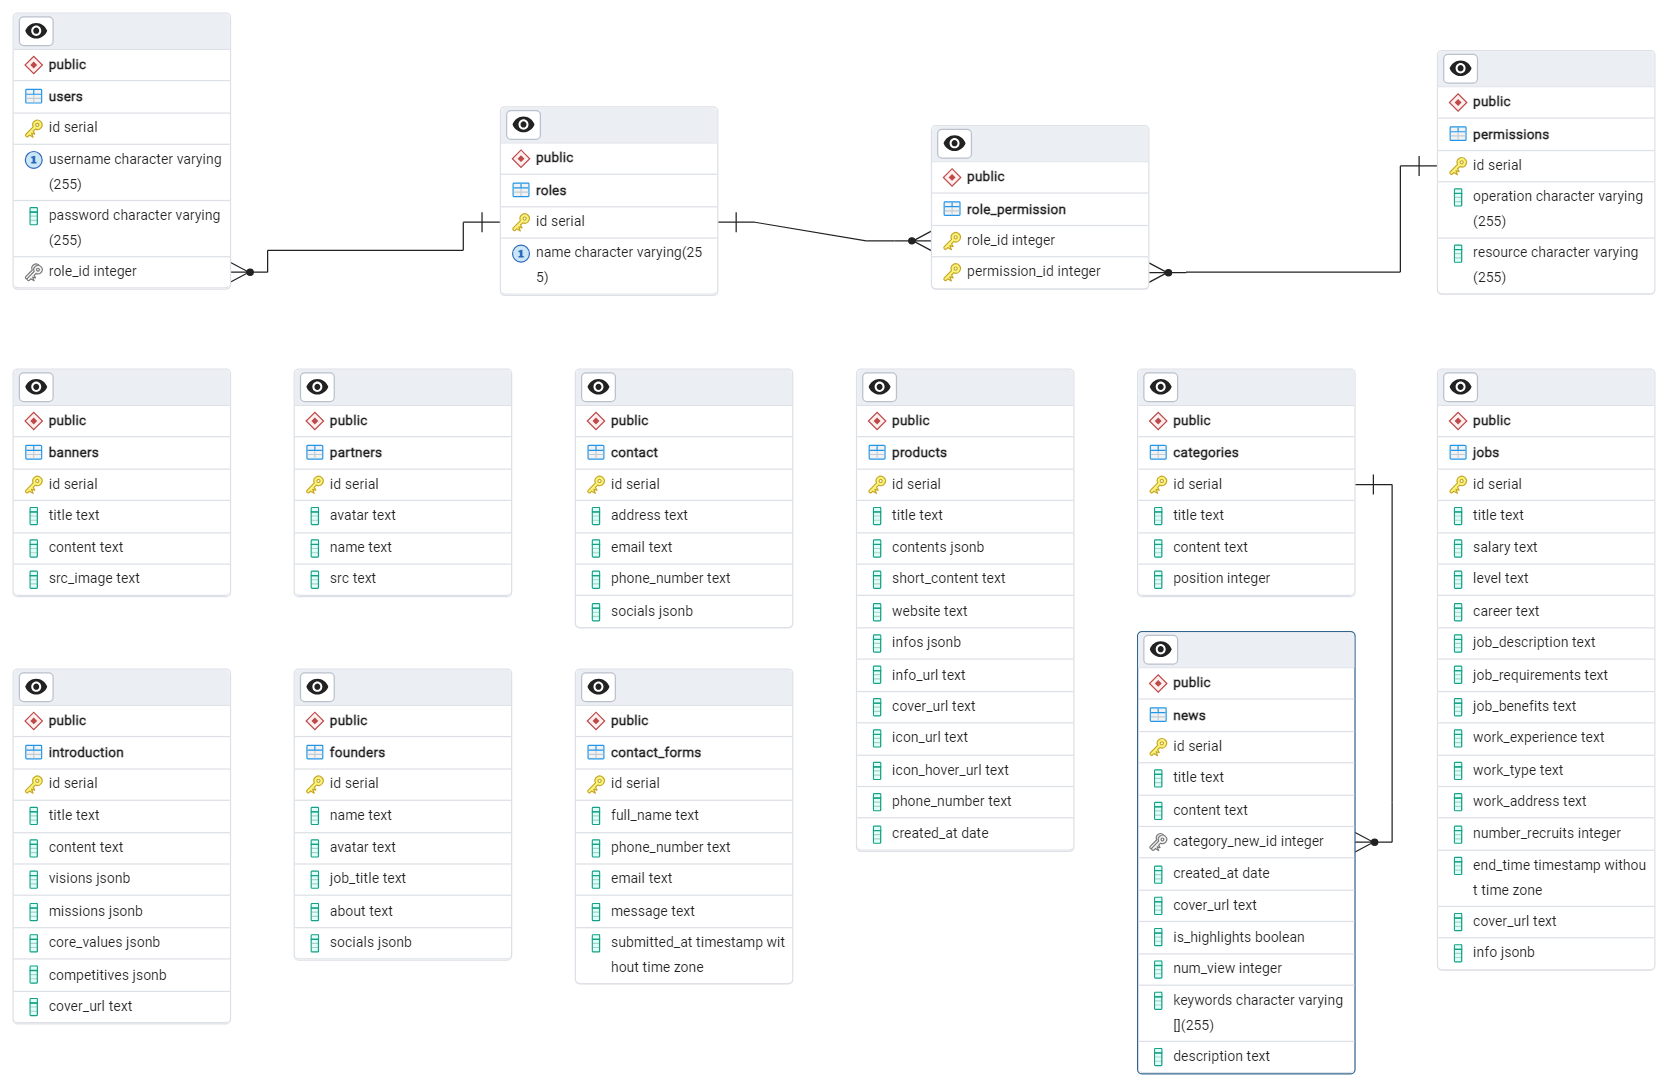 public
users
id serial
username character varying
(255)
password character varying
(255)
role_id integer
public
roles
id serial
name character varying(25
5)
public
role_permission
role_id integer
permission_id integer
public
permissions
id serial
operation character varying
(255)
resource character varying
(255)
public
banners
id serial
title text
content text
src_image text
public
partners
id serial
avatar text
name text
src text
public
contact
id serial
address text
email text
phone_number text
socials jsonb
public
products
id serial
title text
contents jsonb
short_content text
website text
infos jsonb
info_url text
cover_url text
icon_url text
icon_hover_url text
phone_number text
created_at date
public
categories
id serial
title text
content text
position integer
public
jobs
id serial
title text
salary text
level text
career text
job_description text
job_requirements text
job_benefits text
work_experience text
work_type text
work_address text
number_recruits integer
end_time timestamp withou
t time zone
cover_url text
info jsonb
public
introduction
id serial
title text
content text
visions jsonb
missions jsonb
core_values jsonb
competitives jsonb
cover_url text
public
founders
id serial
name text
avatar text
job_title text
about text
socials jsonb
public
contact_forms
id serial
full_name text
phone_number text
email text
message text
submitted_at timestamp wit
hout time zone
public
news
id serial
title text
content text
category_new_id integer
created_at date
cover_url text
is_highlights boolean
num_view integer
keywords character varying
[](255)
description text